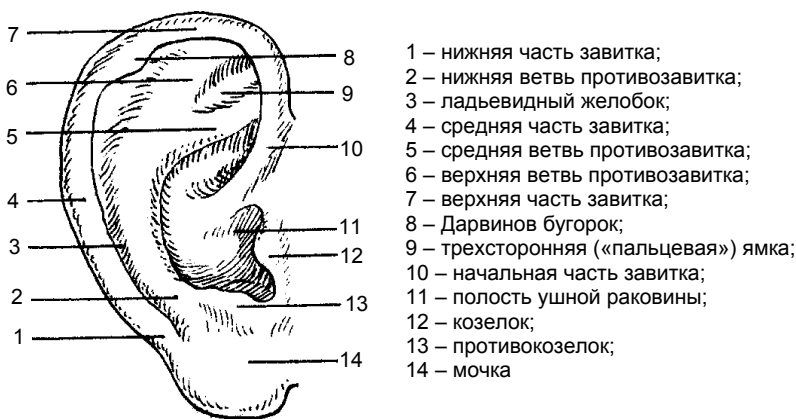 7
8
6
9
5
10
4
11
3
12
2
13
1
14
1 – нижняя часть завитка;
2 – нижняя ветвь противозавитка;
3 – ладьевидный желобок;
4 – средняя часть завитка;
5 – средняя ветвь противозавитка;
6 – верхняя ветвь противозавитка;
7 – верхняя часть завитка;
8 – Дарвинов бугорок;
9 – трехсторонняя («пальцевая») ямка;
10 – начальная часть завитка;
11 – полость ушной раковины;
12 – козелок;
13 – противокозелок;
14 – мочка